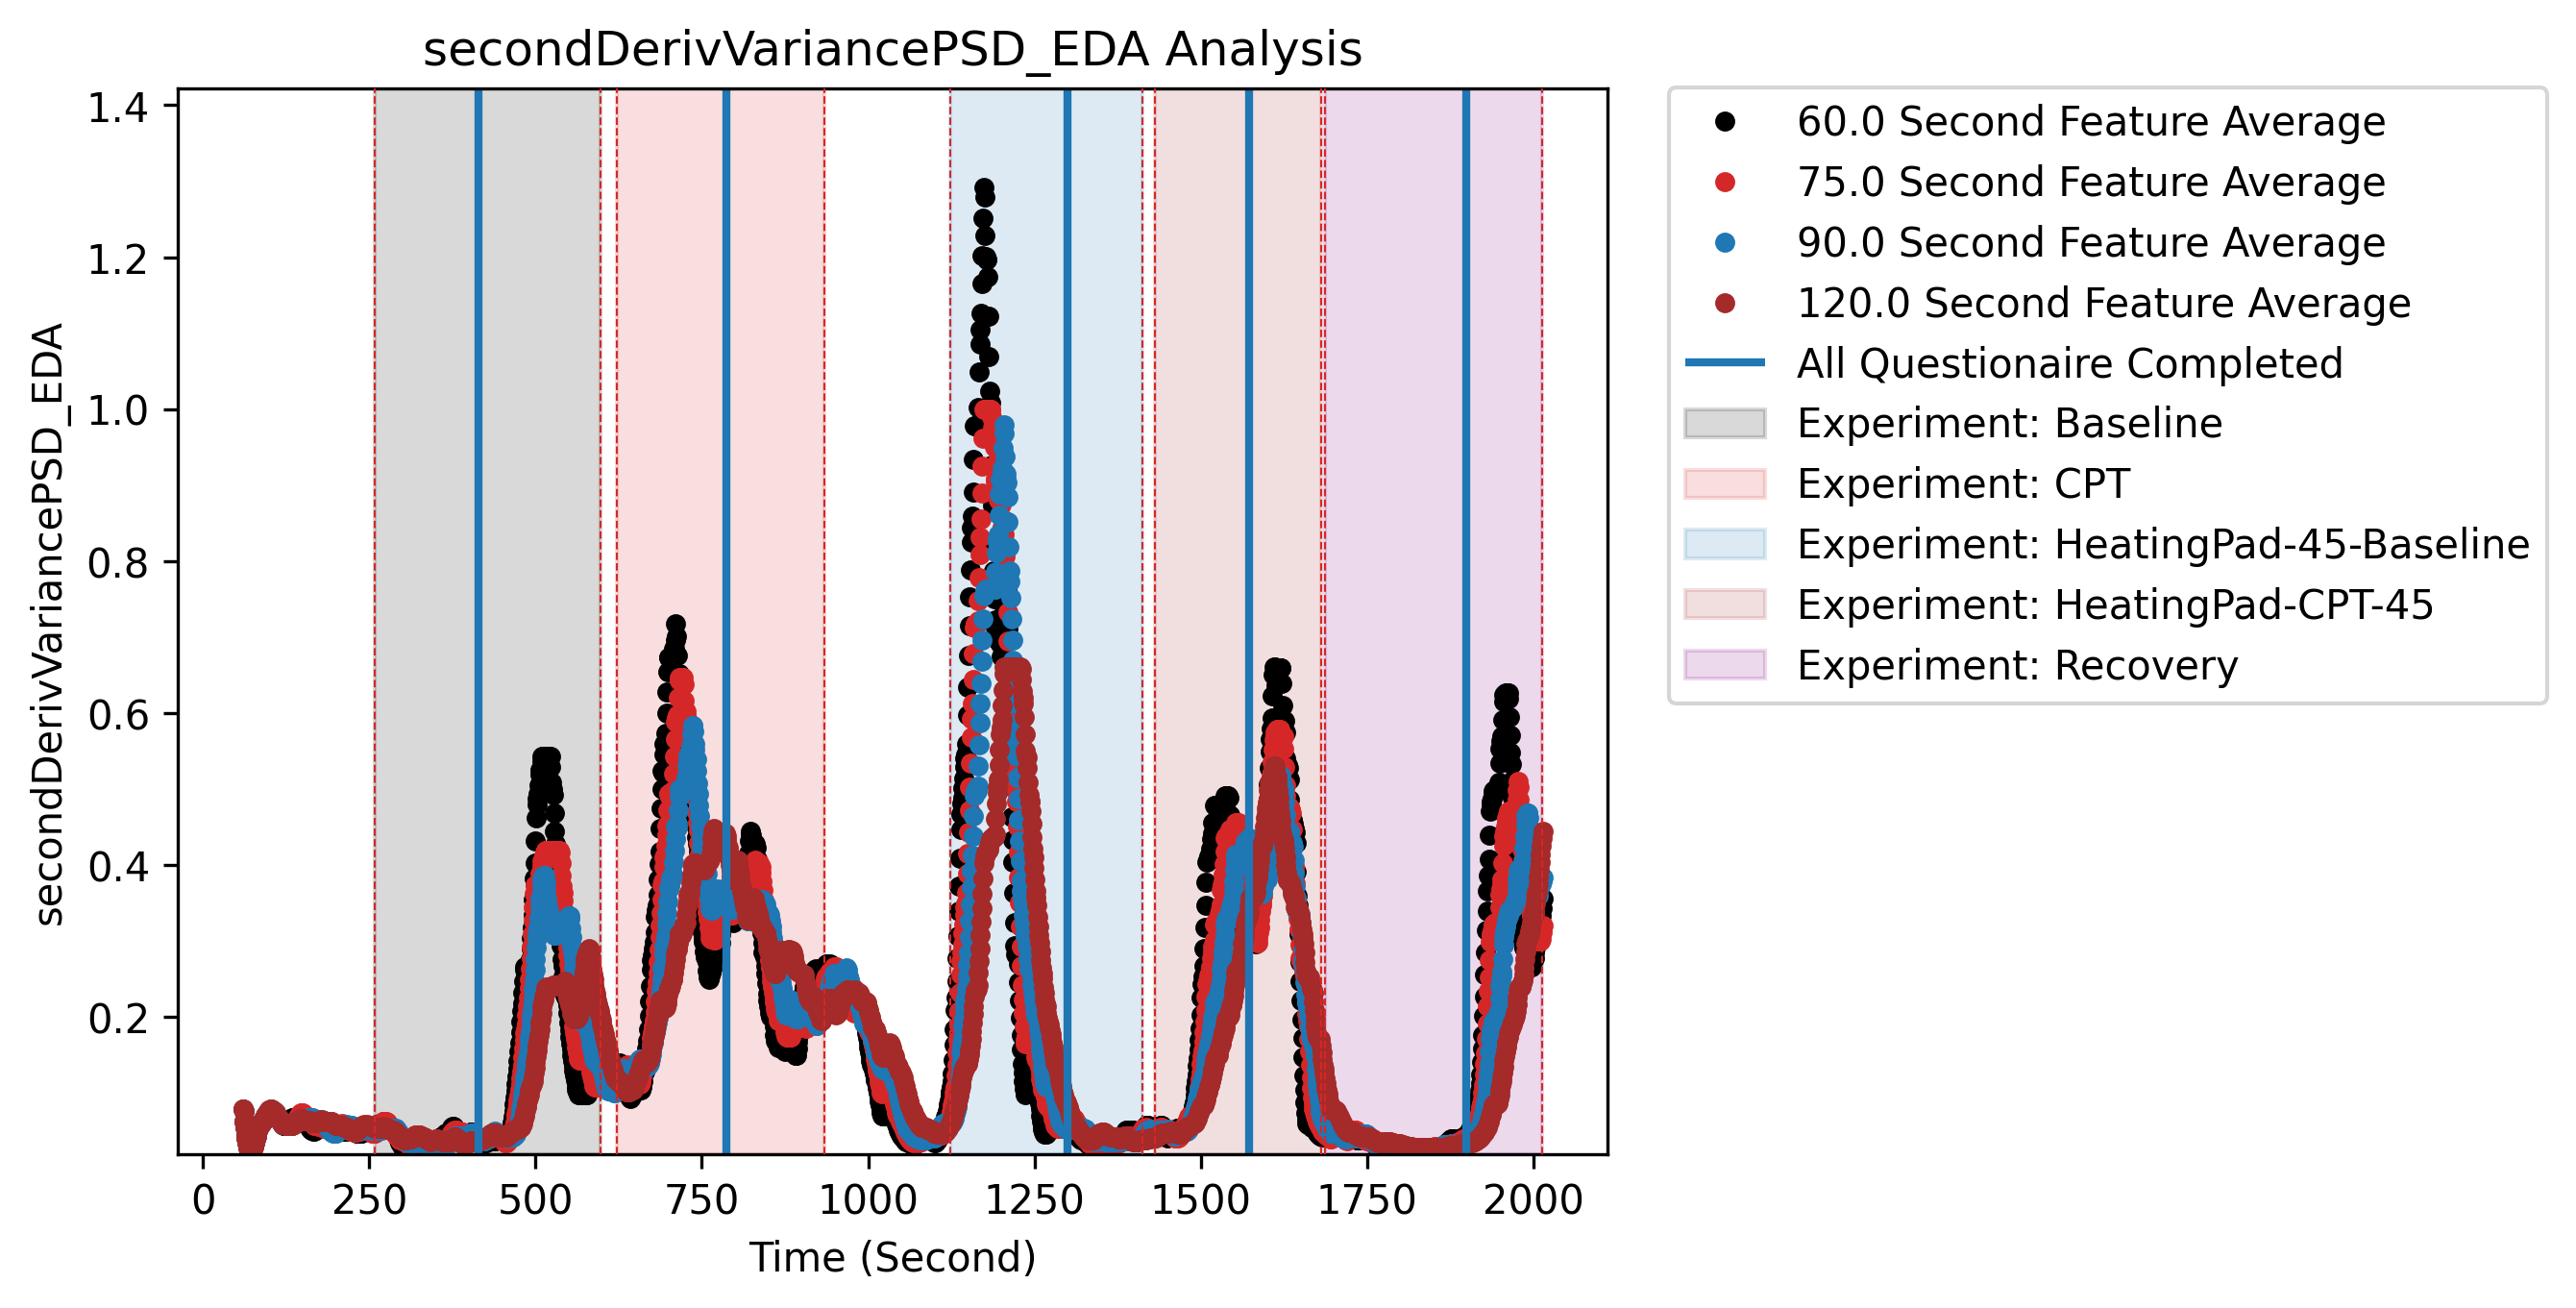 secondDerivVariancePSD_EDA Analysis
secondDerivVariancePSD_EDA
1.4
1.2
1.0
0.8
0.6
0.4
0.2
0 250 500 750 1000 1250 1500 1750 2000
Time (Second)
60.0 Second Feature Average
75.0 Second Feature Average
90.0 Second Feature Average
120.0 Second Feature Average
All Questionaire Completed
Experiment: Baseline
Experiment: CPT
Experiment: HeatingPad-45-Baseline
Experiment: HeatingPad-CPT-45
Experiment: Recovery